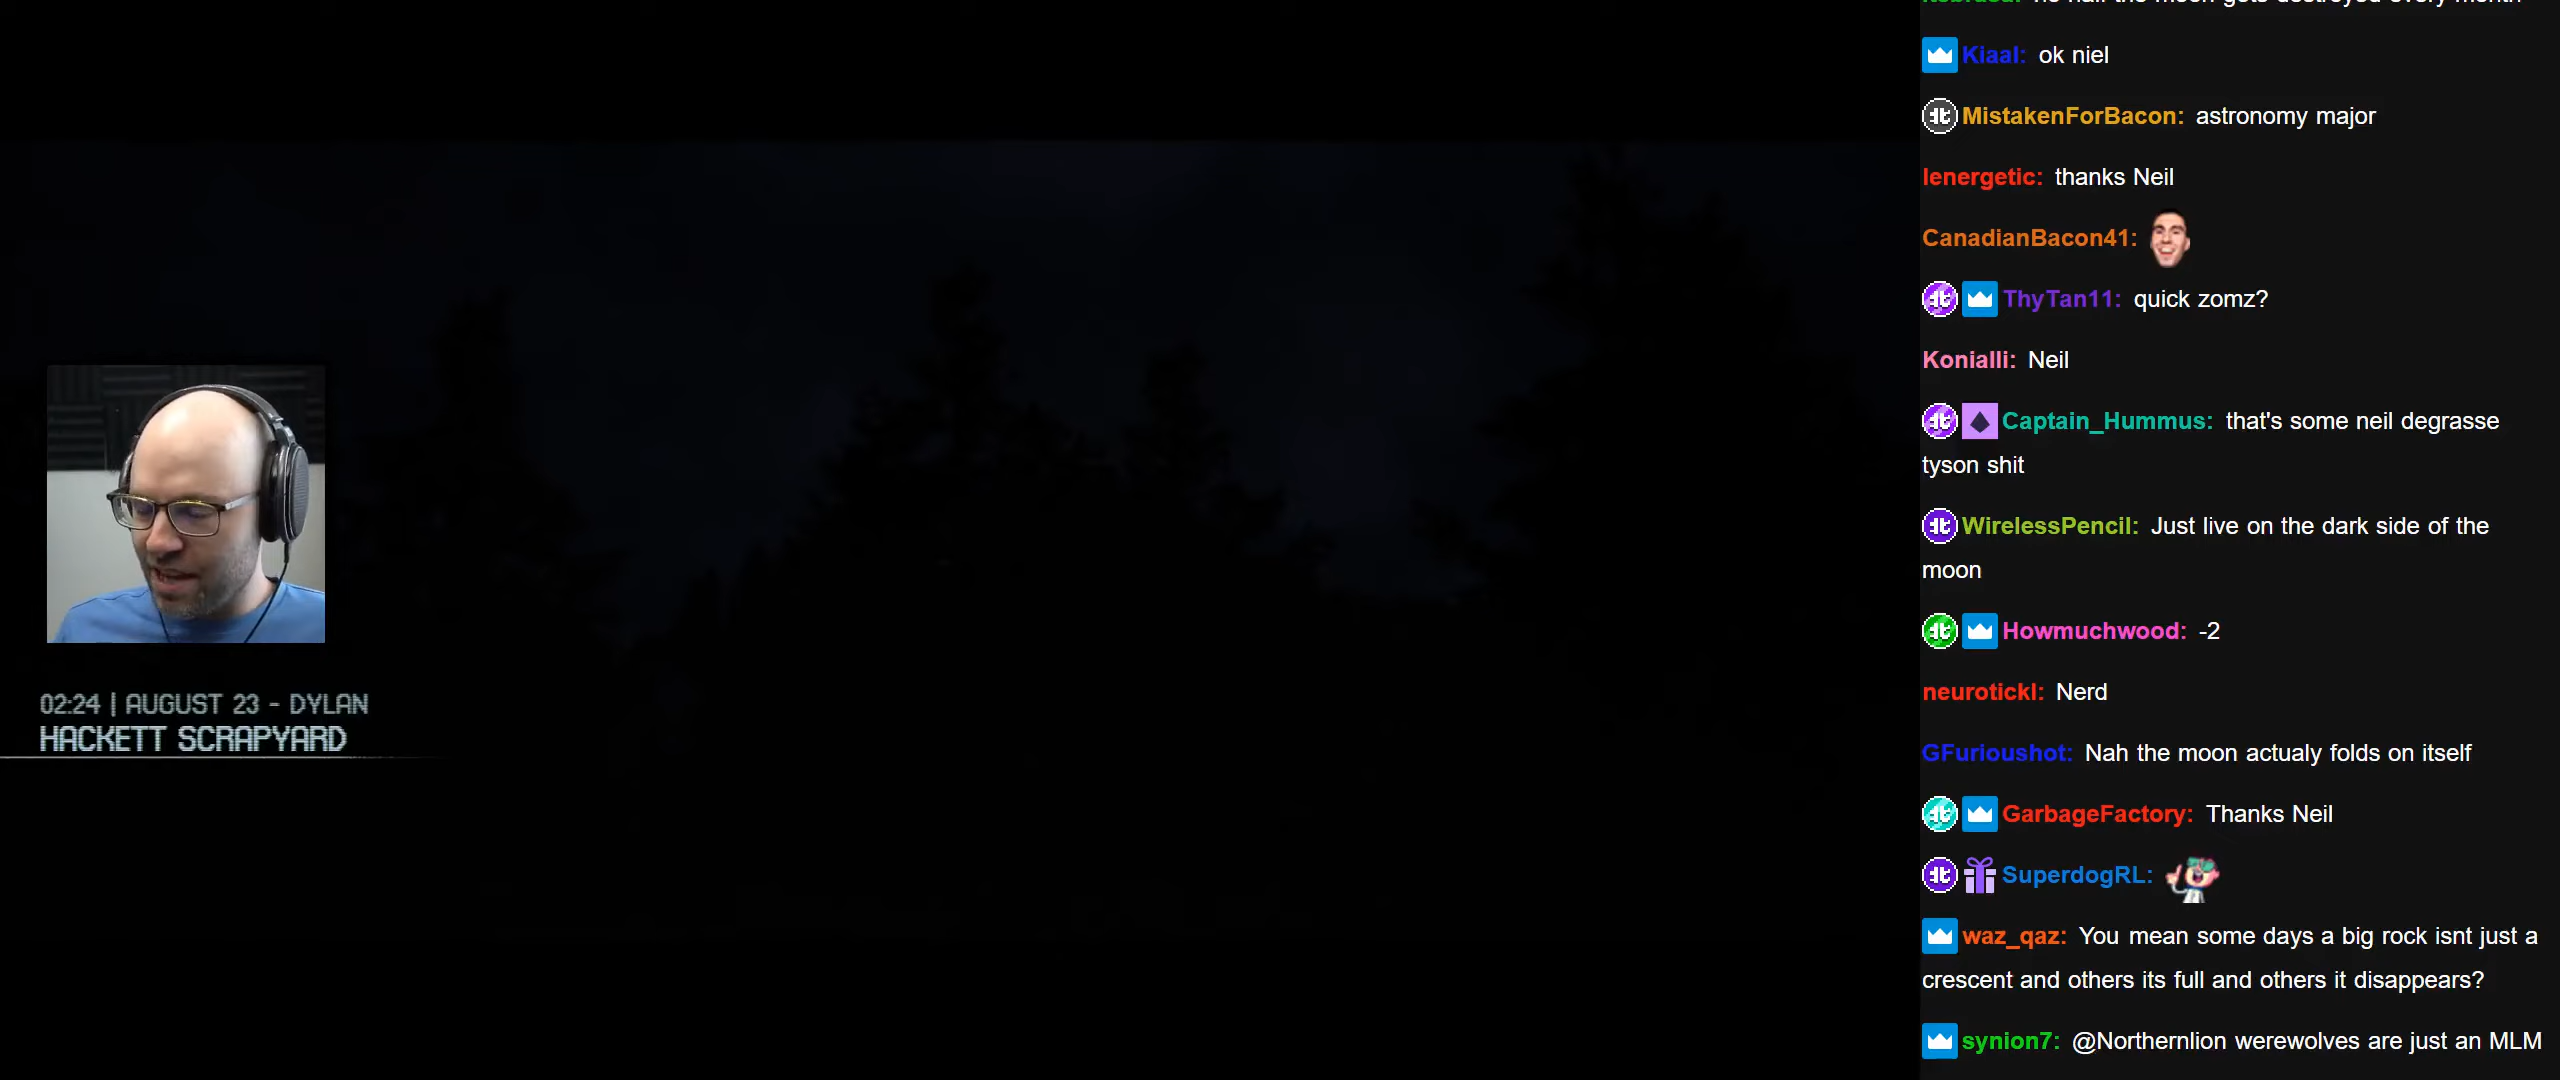 02:24 | AUGUST 23 - DYLAN
HACKETT SCRAPYARD
Kiaal: ok niel
MistakenForBacon: astronomy major
lenergetic: thanks Neil
CanadianBacon41:
ThyTan11: quick zomz?
Konialli: Neil
Captain_Hummus: that's some neil degrasse
tyson shit
WirelessPencil: Just live on the dark side of the
moon
Howmuchwood: -2
neurotickl: Nerd
GFurioushot: Nah the moon actualy folds on itself
GarbageFactory: Thanks Neil
SuperdogRL:
waz_qaz: You mean some days a big rock isnt just a
crescent and others its full and others it disappears?
synion7: @Northernlion werewolves are just an MLM